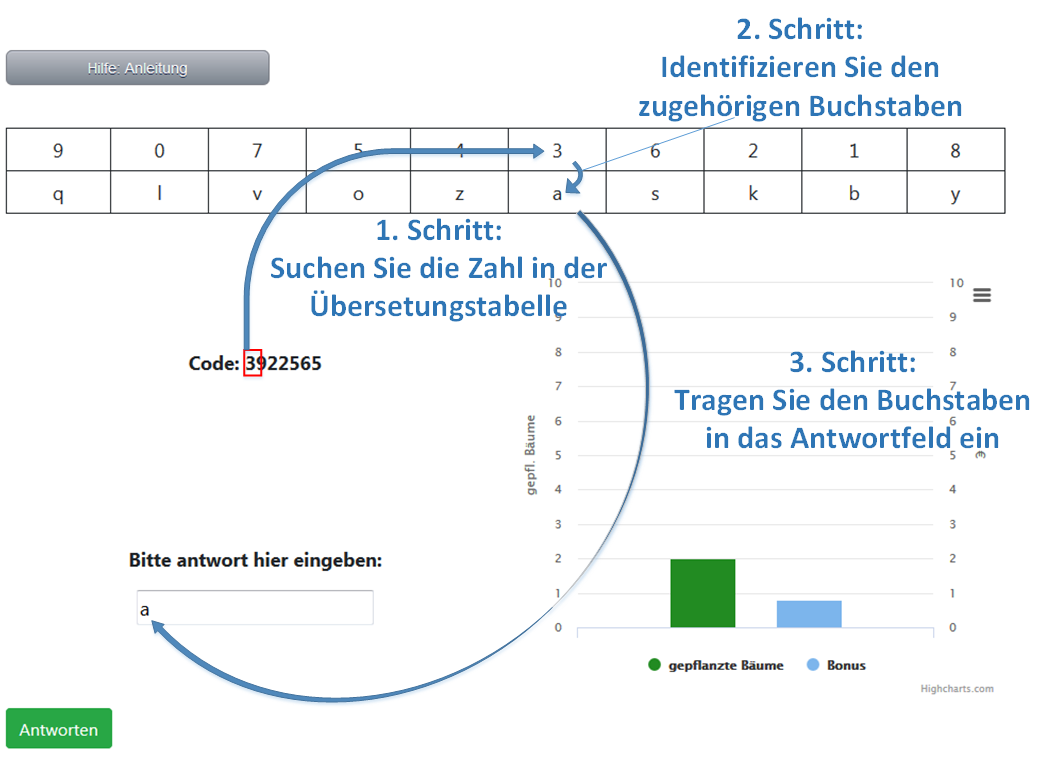 2. Schritt:
Identifizieren Sie den
zugehörigen Buchstaben
Hilfe: Anleitung
9 0 7 5 4 3 6 2 1 8
q l v o z a s k b y
1. Schritt:
Suchen Sie die Zahl in der
Übersetungstabelle
Code: 3922565
3. Schritt:
Tragen Sie den Buchstaben
in das Antwortfeld ein
10 10
9 9
8 8
7 7
6 6
5 5
4 4
3 3
2 2
1 1
0 0
gepfl. Bäume
€
gepflanzte Bäume Bonus
Highcharts.com
Bitte antwort hier eingeben:
a
Antworten